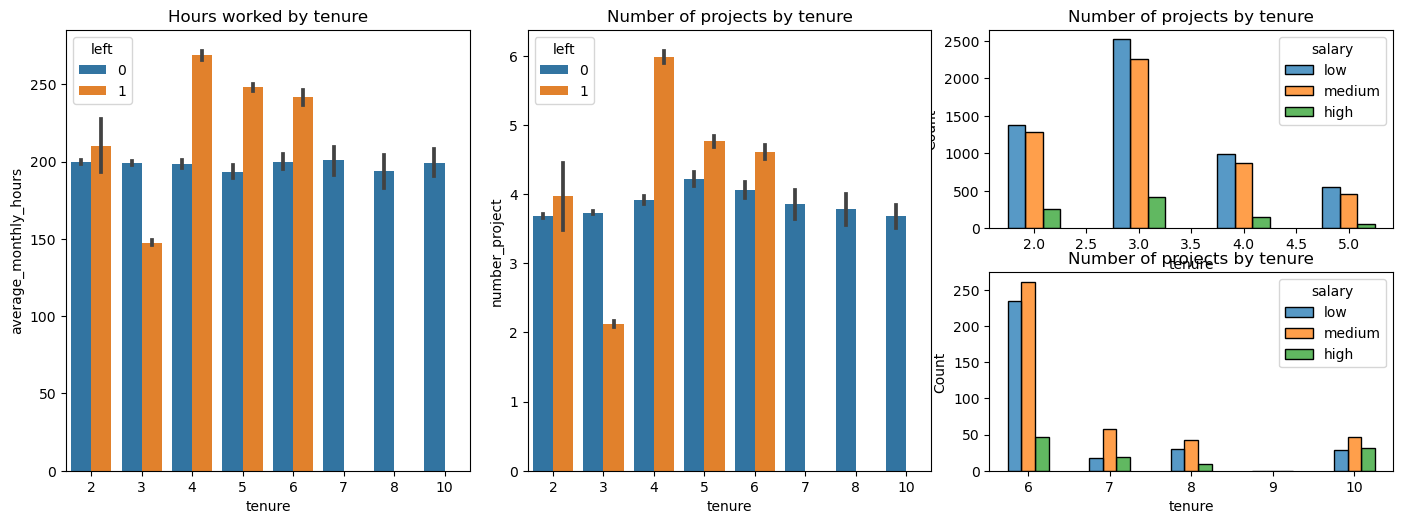 Hours worked by tenure
left
0
1
average_monthly_hours
250
200
150
100
50
0
2 3 4 5 6 7 8 10
tenure
Number of projects by tenure
left
0
1
number_project
6
5
4
3
2
1
0
2 3 4 5 6 7 8 10
tenure
Number of projects by tenure
salary
low
medium
high
Count
2500
2000
1500
1000
500
0
2.0 2.5 3.0 3.5 4.0 4.5 5.0
tenure
Number of projects by tenure
salary
low
medium
high
Count
250
200
150
100
50
0
6 7 8 9 10
tenure